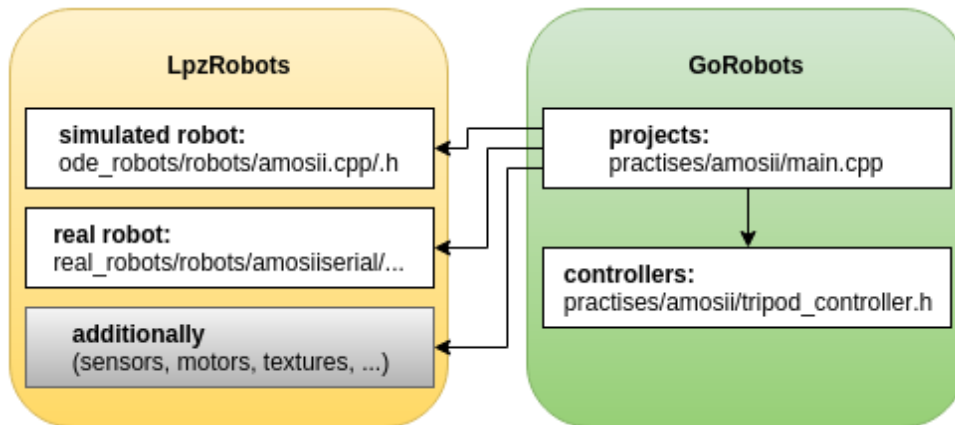 LpzRobots
simulated robot:
ode_robots/robots/amosii.cpp/.h
real robot:
real_robots/robots/amosiiserial/...
additionally
(sensors, motors, textures, ...)
GoRobots
projects:
practises/amosii/main.cpp
controllers:
practises/amosii/tripod_controller.h